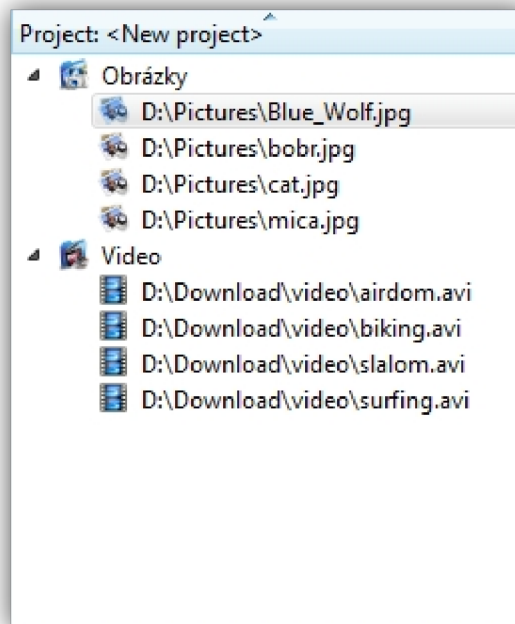 Project: <New project>
Obrázky
D:\Pictures\Blue_Wolf.jpg
D:\Pictures\bobr.jpg
D:\Pictures\cat.jpg
D:\Pictures\mica.jpg
Video
D:\Download\video\airdom.avi
D:\Download\video\biking.avi
D:\Download\video\slalom.avi
D:\Download\video\surfing.avi